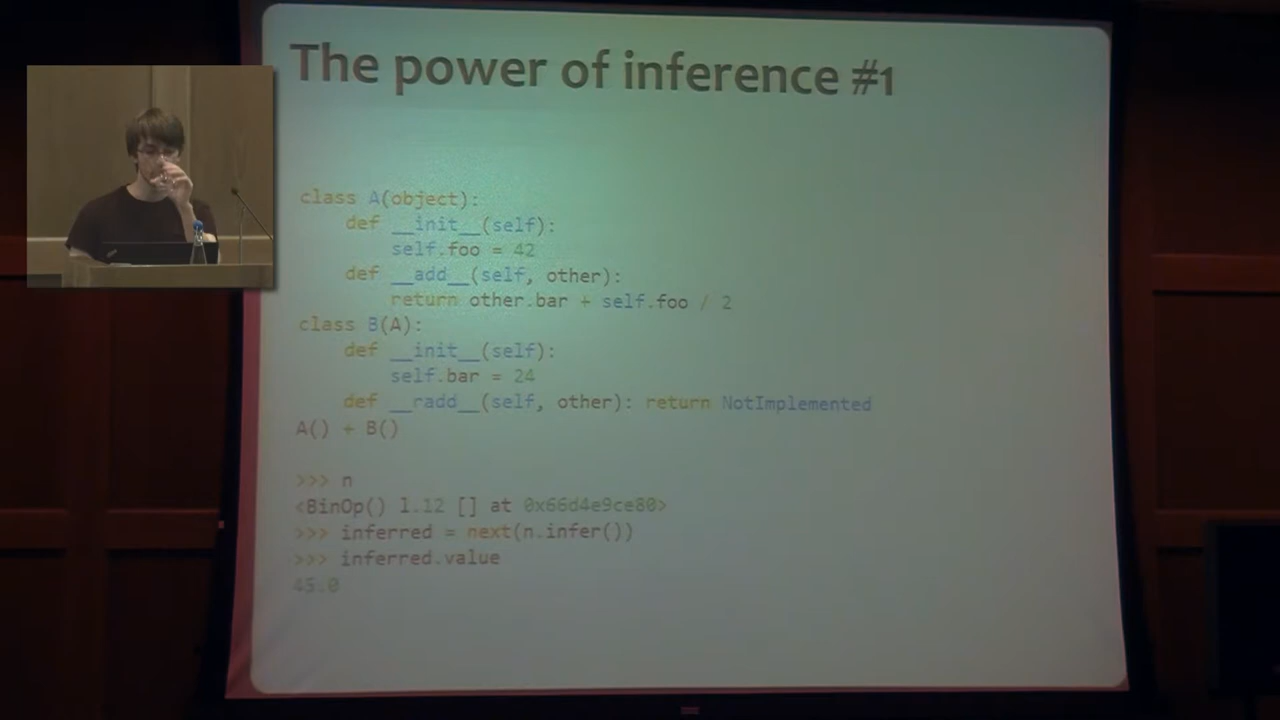 The power of inference #1
class A(object):
    def __init__(self):
        self.foo = 42
    def __add__(self, other):
        return other.bar + self.foo / 2
class B(A):
    def __init__(self):
        self.bar = 24
    def __radd__(self, other): return NotImplemented
A() + B()
>>> n
<BinOp() l.12 [] at 0x66d4e9ce80>
>>> inferred = next(n.infer())
>>> inferred.value
45.0